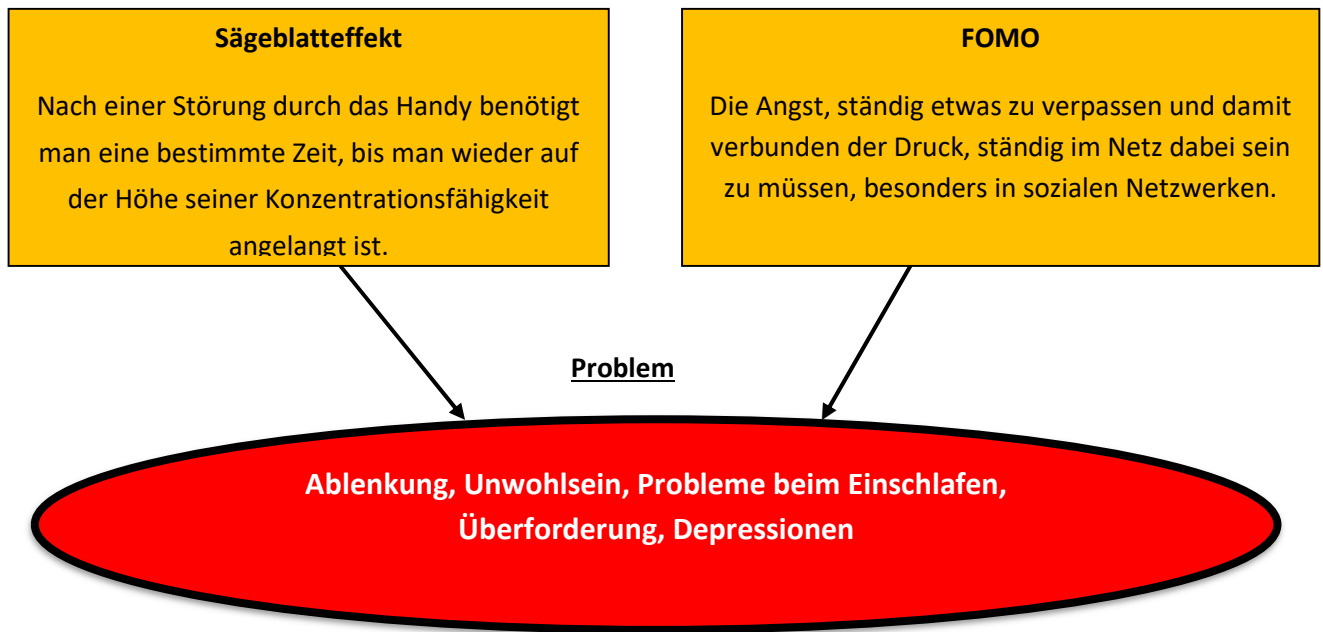 Sägeblatteffekt
Nach einer Störung durch das Handy benötigt
man eine bestimmte Zeit, bis man wieder auf
der Höhe seiner Konzentrationsfähigkeit
angelangt ist.
FOMO
Die Angst, ständig etwas zu verpassen und damit
verbunden der Druck, ständig im Netz dabei sein
zu müssen, besonders in sozialen Netzwerken.
Problem
Ablenkung, Unwohlsein, Probleme beim Einschlafen,
Überforderung, Depressionen